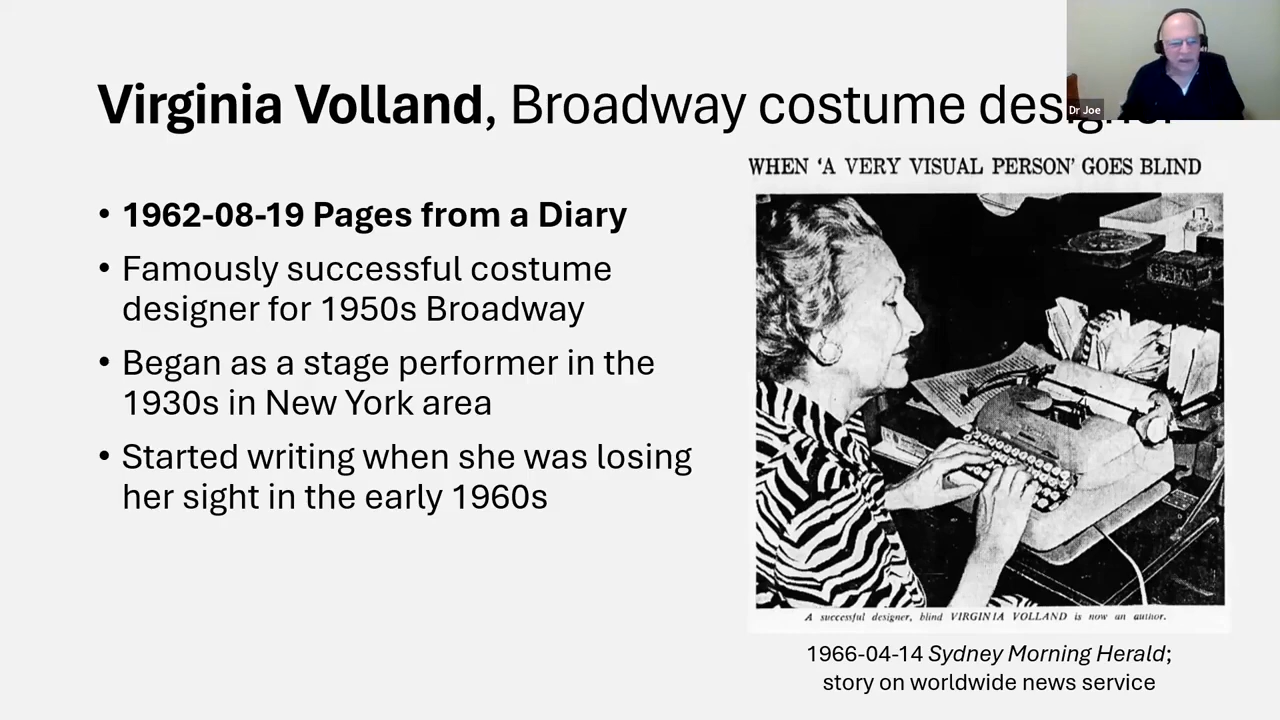 Virginia Volland, Broadway costume designer
Dr Joe
• 1962-08-19 Pages from a Diary
• Famously successful costume
designer for 1950s Broadway
• Began as a stage performer in the
1930s in New York area
• Started writing when she was losing
her sight in the early 1960s
WHEN ‘A VERY VISUAL PERSON’ GOES BLIND
A successful designer, blind VIRGINIA VOLLAND is now an author.
1966-04-14 Sydney Morning Herald;
story on worldwide news service